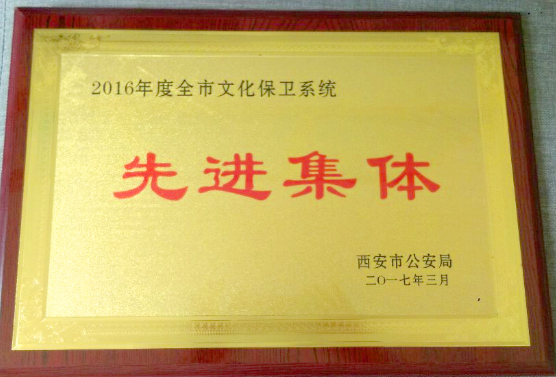 2016年度全市文化保卫系统
先进集体
西安市公安局
二〇一七年三月